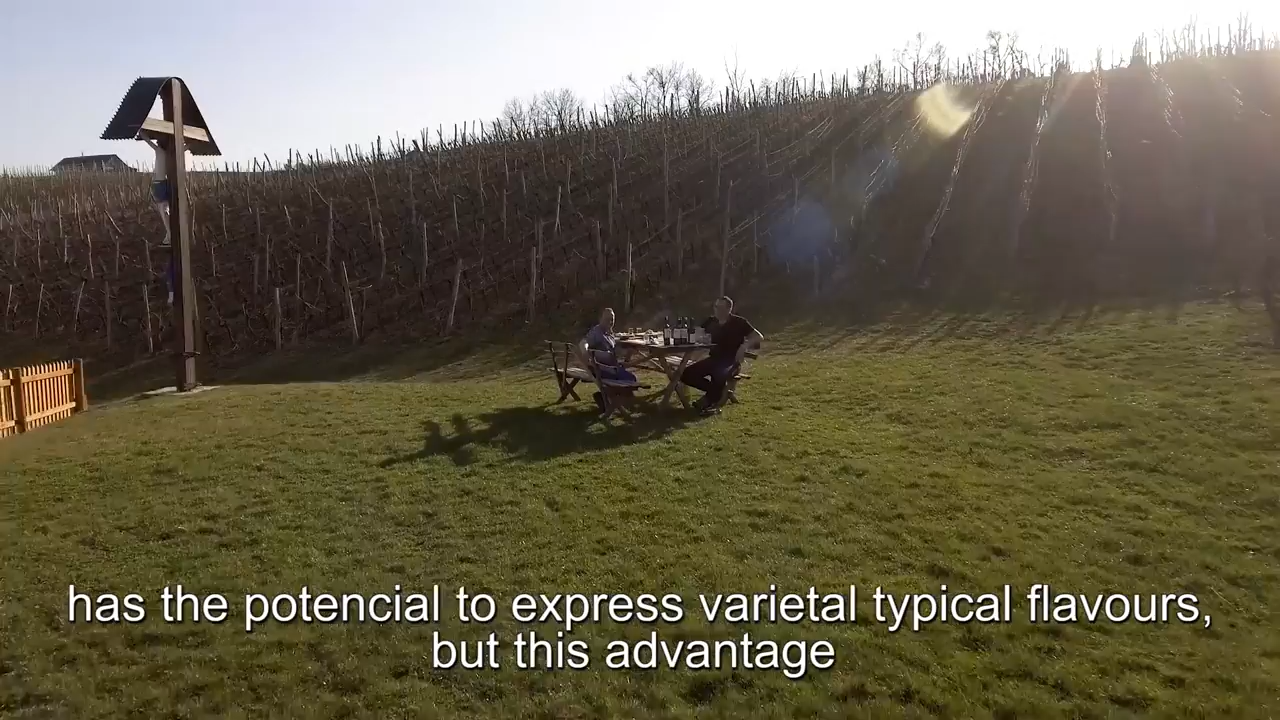 has the potencial to express varietal typical flavours,
but this advantage